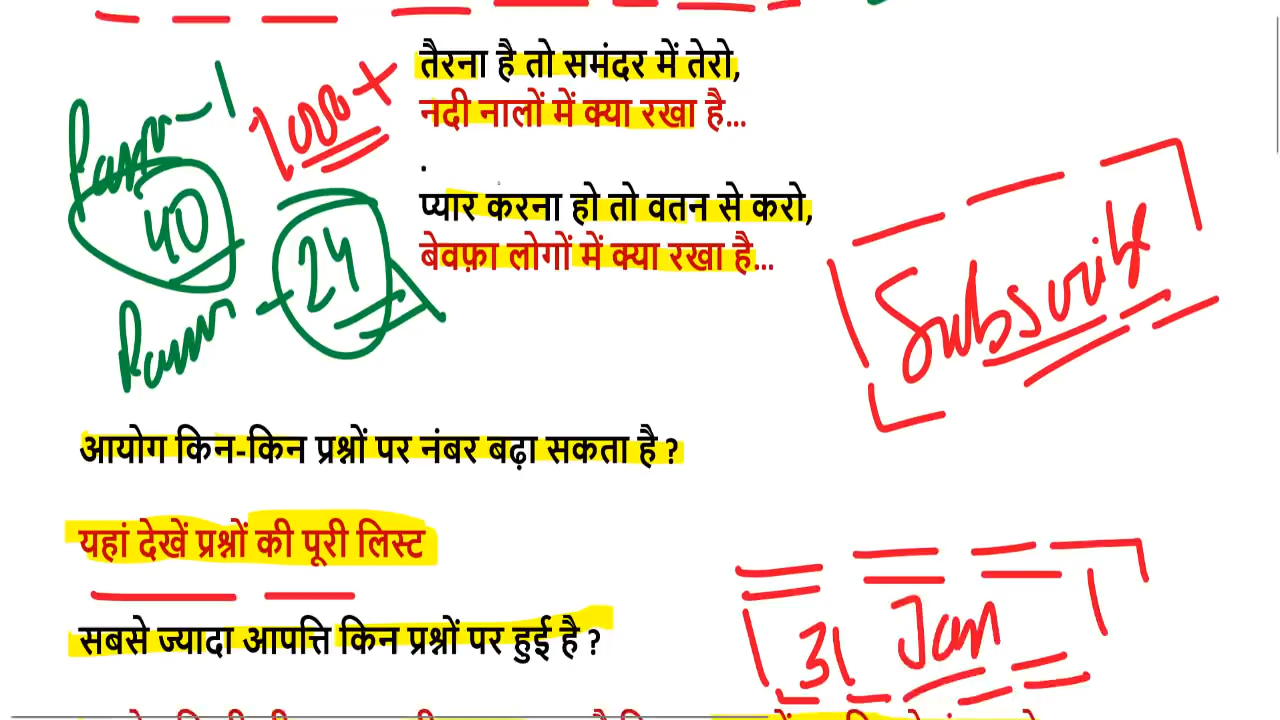 तैरना है तो समंदर में तेरो,
नदी नालों में क्या रखा है...
.
प्यार करना हो तो वतन से करो,
बेवफ़ा लोगों में क्या रखा है...
1000+
40
24
Subscribe
आयोग किन-किन प्रश्नों पर नंबर बढ़ा सकता है ?
यहां देखें प्रश्नों की पूरी लिस्ट
सबसे ज्यादा आपत्ति किन प्रश्नों पर हुई है ?
31 Jan